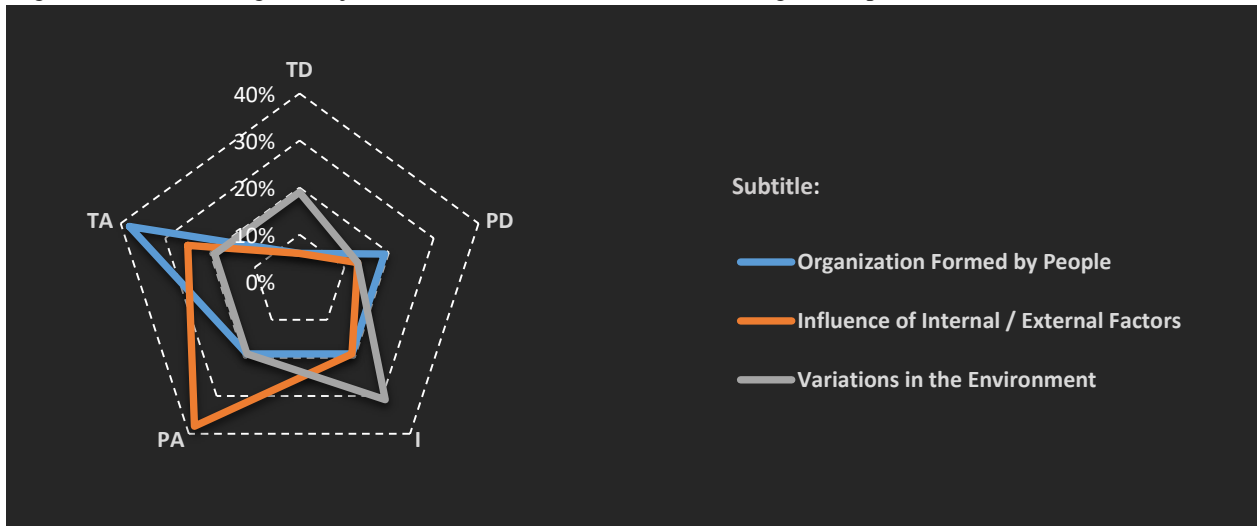 TD
40%
30%
20%
10%
0%
TA
PD
PA
I
Subtitle:
Organization Formed by People
Influence of Internal / External Factors
Variations in the Environment